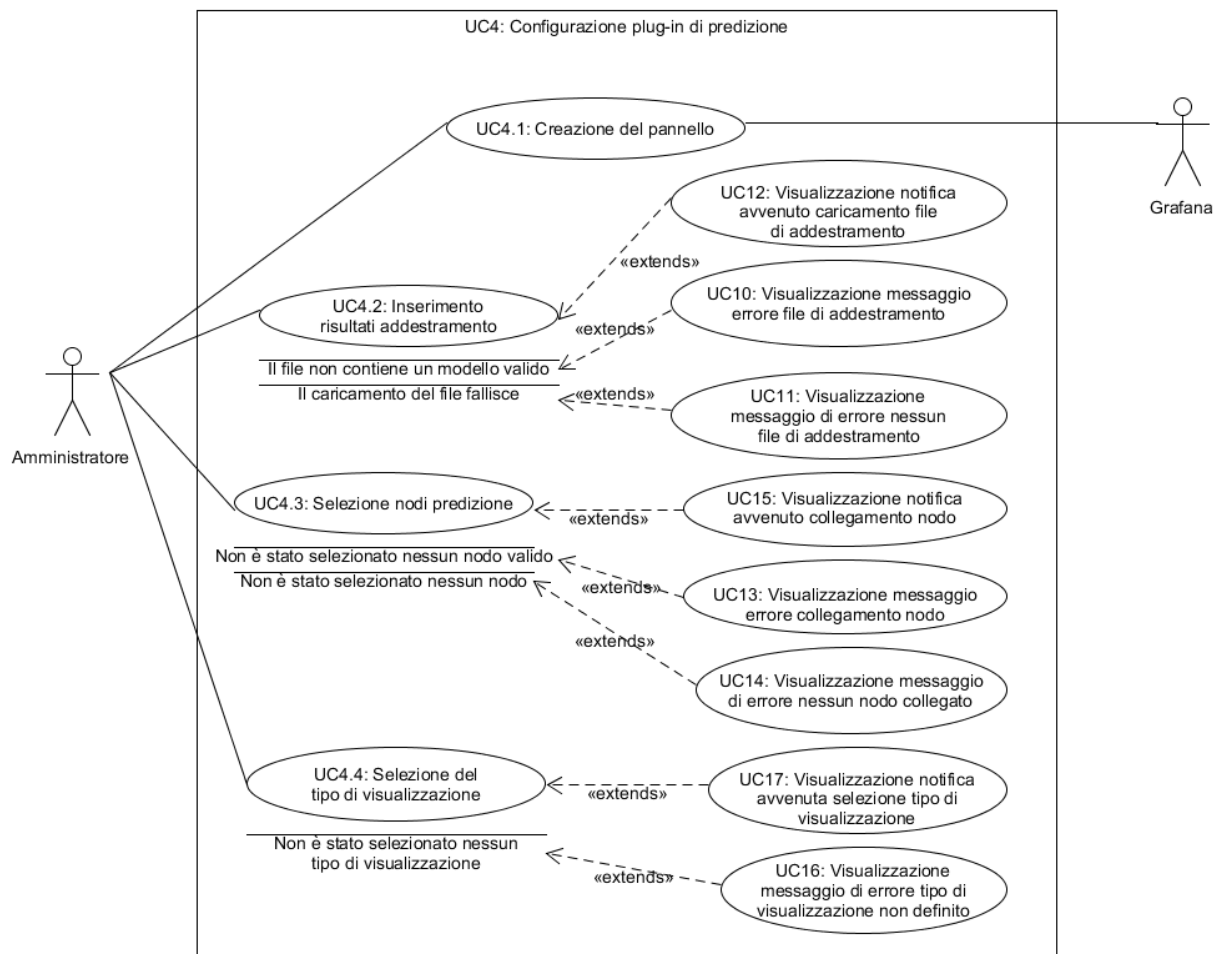 UC4: Configurazione plug-in di predizione
UC4.1: Creazione del pannello
Grafana
UC12: Visualizzazione notifica
avvenuto caricamento file
di addestramento
«extends»
UC4.2: Inserimento
risultati addestramento
UC10: Visualizzazione messaggio
errore file di addestramento
«extends»
Il file non contiene un modello valido
Il caricamento del file fallisce
«extends»
UC11: Visualizzazione
messaggio di errore nessun
file di addestramento
Amministratore
UC4.3: Selezione nodi predizione
«extends»
UC15: Visualizzazione notifica
avvenuto collegamento nodo
Non è stato selezionato nessun nodo valido
Non è stato selezionato nessun nodo
«extends»
UC13: Visualizzazione messaggio
errore collegamento nodo
«extends»
UC14: Visualizzazione messaggio
di errore nessun nodo collegato
UC4.4: Selezione del
tipo di visualizzazione
«extends»
UC17: Visualizzazione notifica
avvenuta selezione tipo di
visualizzazione
Non è stato selezionato nessun
tipo di visualizzazione
«extends»
UC16: Visualizzazione
messaggio di errore tipo di
visualizzazione non definito